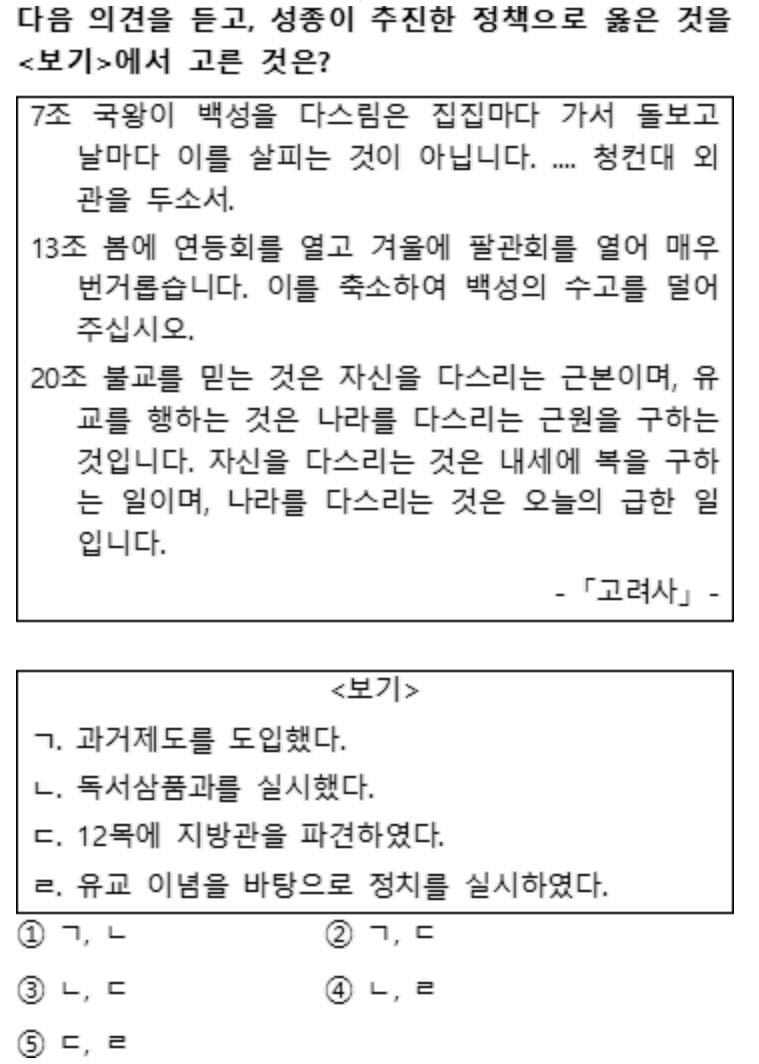 다음 의견을 듣고, 성종이 추진한 정책으로 옳은 것을
<보기>에서 고른 것은?
7조 국왕이 백성을 다스림은 집집마다 가서 돌보고
날마다 이를 살피는 것이 아닙니다. .... 청컨대 외
관을 두소서.
13조 봄에 연등회를 열고 겨울에 팔관회를 열어 매우
번거롭습니다. 이를 축소하여 백성의 수고를 덜어
주십시오.
20조 불교를 믿는 것은 자신을 다스리는 근본이며, 유
교를 행하는 것은 나라를 다스리는 근원을 구하는
것입니다. 자신을 다스리는 것은 내세에 복을 구하
는 일이며, 나라를 다스리는 것은 오늘의 급한 일
입니다.
- 「고려사」 -
<보기>
ㄱ. 과거제도를 도입했다.
ㄴ. 독서삼품과를 실시했다.
ㄷ. 12목에 지방관을 파견하였다.
ㄹ. 유교 이념을 바탕으로 정치를 실시하였다.
① ㄱ, ㄴ ② ㄱ, ㄷ
③ ㄴ, ㄷ ④ ㄴ, ㄹ
⑤ ㄷ, ㄹ